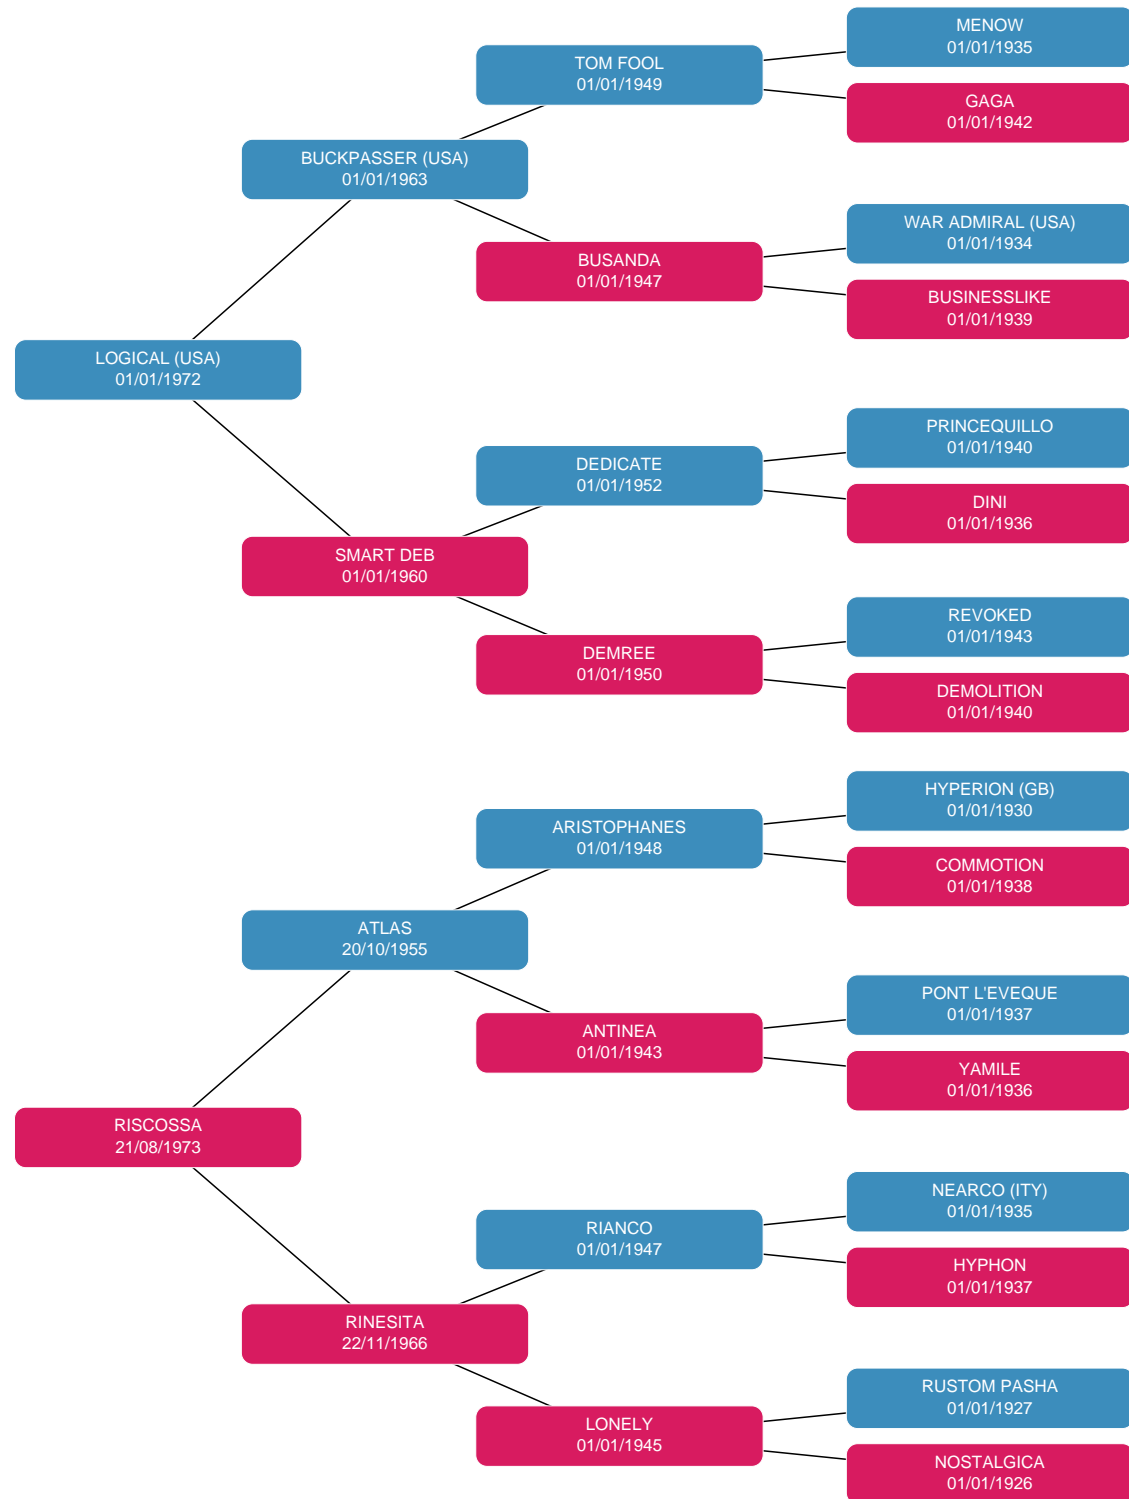 MENOW
01/01/1935
TOM FOOL
01/01/1949
GAGA
01/01/1942
BUCKPASSER (USA)
01/01/1963
WAR ADMIRAL (USA)
01/01/1934
BUSANDA
01/01/1947
BUSINESSLIKE
01/01/1939
LOGICAL (USA)
01/01/1972
PRINCEQUILLO
01/01/1940
DEDICATE
01/01/1952
DINI
01/01/1936
SMART DEB
01/01/1960
REVOKED
01/01/1943
DEMREE
01/01/1950
DEMOLITION
01/01/1940
HYPERION (GB)
01/01/1930
ARISTOPHANES
01/01/1948
COMMOTION
01/01/1938
ATLAS
20/10/1955
PONT L'EVEQUE
01/01/1937
ANTINEA
01/01/1943
YAMILE
01/01/1936
RISCOSSA
21/08/1973
NEARCO (ITY)
01/01/1935
RIANCO
01/01/1947
HYPHON
01/01/1937
RINESITA
22/11/1966
RUSTOM PASHA
01/01/1927
LONELY
01/01/1945
NOSTALGICA
01/01/1926